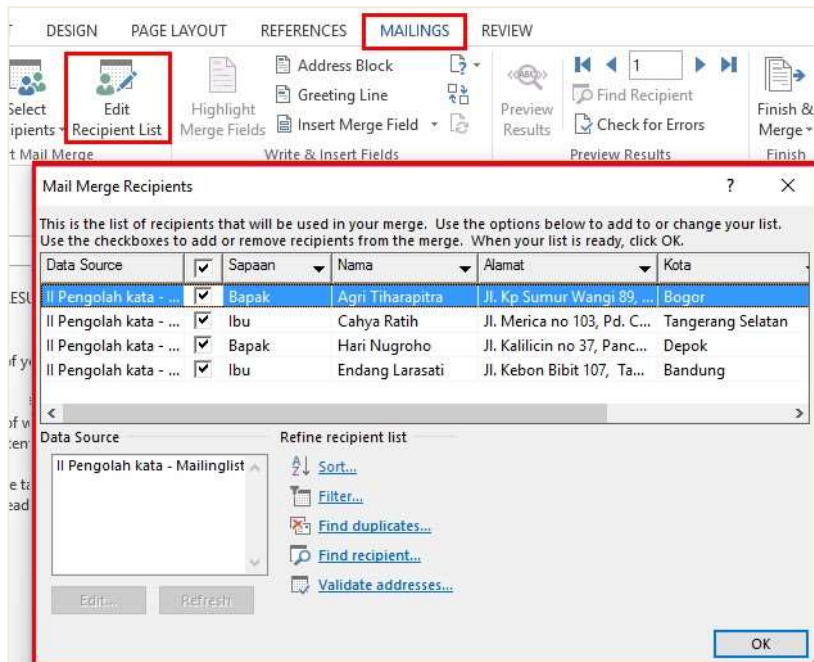 DESIGN PAGE LAYOUT REFERENCES MAILINGS REVIEW
Select Recipients Edit Recipient List
Highlight Merge Fields
Address Block
Greeting Line
Insert Merge Field
Preview Results
1
Find Recipient
Check for Errors
Finish & Merge
t Mail Merge Write & Insert Fields Preview Results Finish
Mail Merge Recipients ?
This is the list of recipients that will be used in your merge. Use the options below to add to or change your list.
Use the checkboxes to add or remove recipients from the merge. When your list is ready, click OK.
Data Source Sapaan Nama Alamat Kota
II Pengolah kata - ... Bapak Agri Tiharapitra Jl. Kp Sumur Wangi 89, ... Bogor
II Pengolah kata - ... Ibu Cahya Ratih Jl. Merica no 103, Pd. C... Tangerang Selatan
II Pengolah kata - ... Bapak Hari Nugroho Jl. Kalilicin no 37, Panc... Depok
II Pengolah kata - ... Ibu Endang Larasati Jl. Kebon Bibit 107, Ta... Bandung
Data Source Refine recipient list
II Pengolah kata - Mailinglist
Sort...
Filter...
Find duplicates...
Find recipient...
Validate addresses...
Edit... Refresh
OK